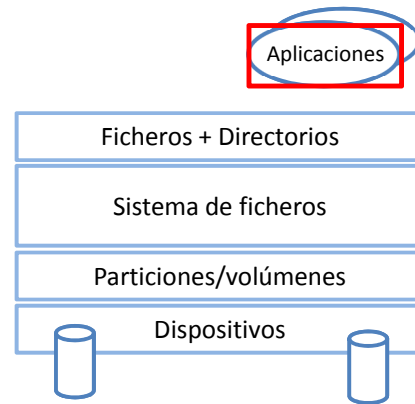 Aplicaciones
Ficheros + Directorios
Sistema de ficheros
Particiones/volúmenes
Dispositivos